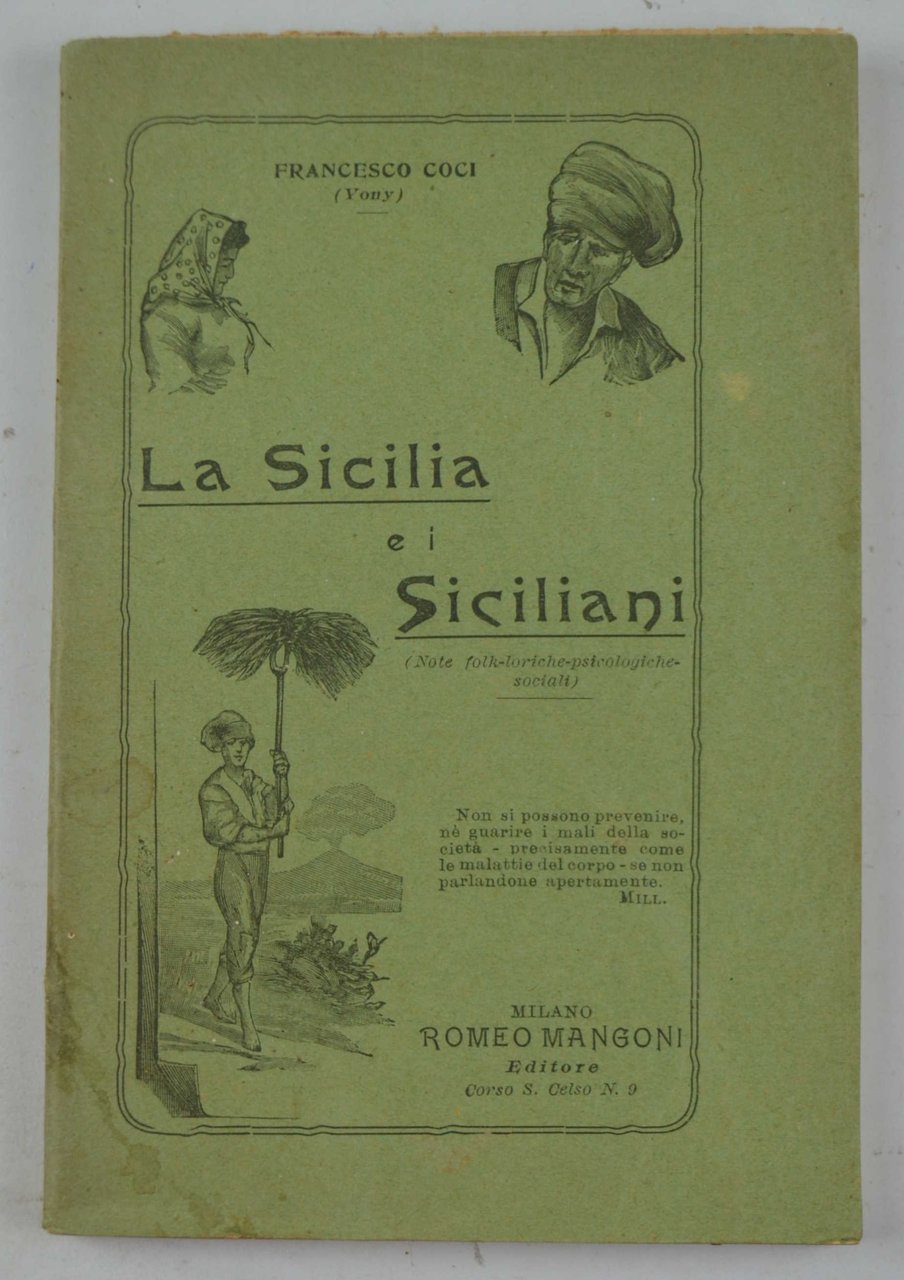 FRANCESCO COCI
(Vony)
La Sicilia
e i
Siciliani
(Note folk-loriche-psicologiche-
sociali)
Non si possono prevenire,
nè guarire i mali della so-
cietà - precisamente come
le malattie del corpo - se non
parlandone apertamente.
MILL.
MILANO
ROMEO MANGONI
Editore
Corso S. Celso N. 9